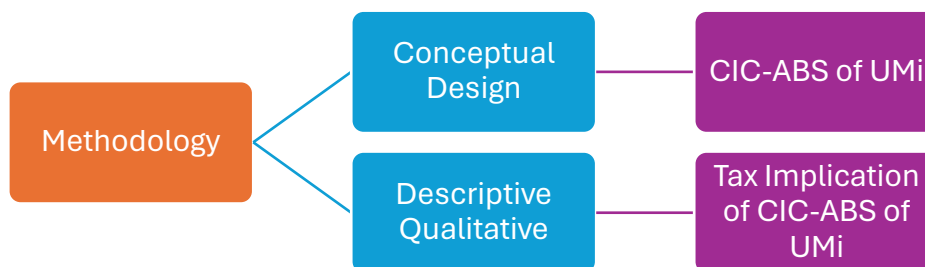 Conceptual
Design
CIC-ABS of UMi
Methodology
Descriptive
Qualitative
Tax Implication
of CIC-ABS of
UMi